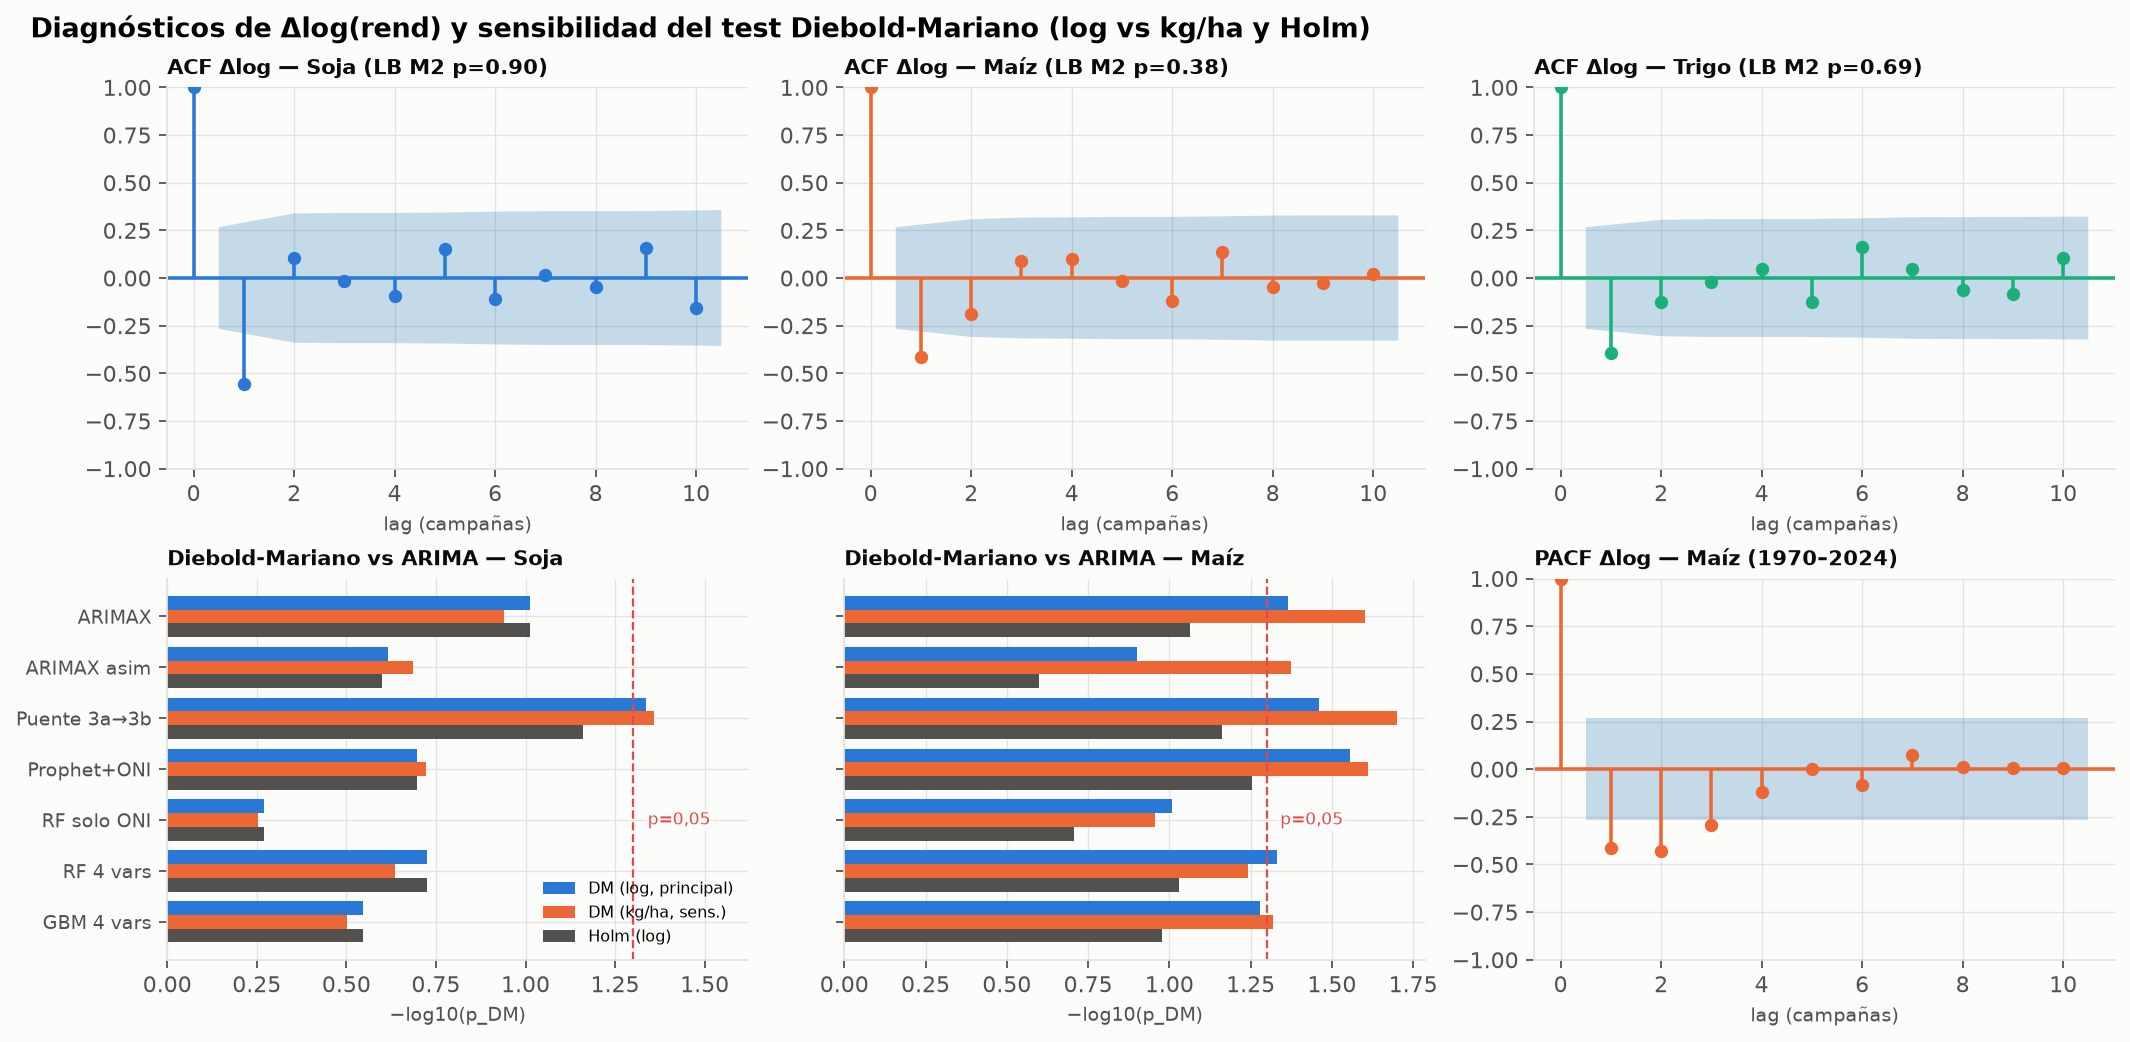 Diagnósticos de Δlog(rend) y sensibilidad del test Diebold-Mariano (log vs kg/ha y Holm)
ACF Δlog — Soja (LB M2 p=0.90)
1.00
0.75
0.50
0.25
0.00
−0.25
−0.50
−0.75
−1.00
0 2 4 6 8 10
lag (campañas)
ACF Δlog — Maíz (LB M2 p=0.38)
1.00
0.75
0.50
0.25
0.00
−0.25
−0.50
−0.75
−1.00
0 2 4 6 8 10
lag (campañas)
ACF Δlog — Trigo (LB M2 p=0.69)
1.00
0.75
0.50
0.25
0.00
−0.25
−0.50
−0.75
−1.00
0 2 4 6 8 10
lag (campañas)
Diebold-Mariano vs ARIMA — Soja
ARIMAX
ARIMAX asim
Puente 3a→3b
Prophet+ONI
RF solo ONI
RF 4 vars
GBM 4 vars
p=0,05
DM (log, principal)
DM (kg/ha, sens.)
Holm (log)
0.00 0.25 0.50 0.75 1.00 1.25 1.50
−log10(p_DM)
Diebold-Mariano vs ARIMA — Maíz
p=0,05
0.00 0.25 0.50 0.75 1.00 1.25 1.50 1.75
−log10(p_DM)
PACF Δlog — Maíz (1970–2024)
1.00
0.75
0.50
0.25
0.00
−0.25
−0.50
−0.75
−1.00
0 2 4 6 8 10
lag (campañas)